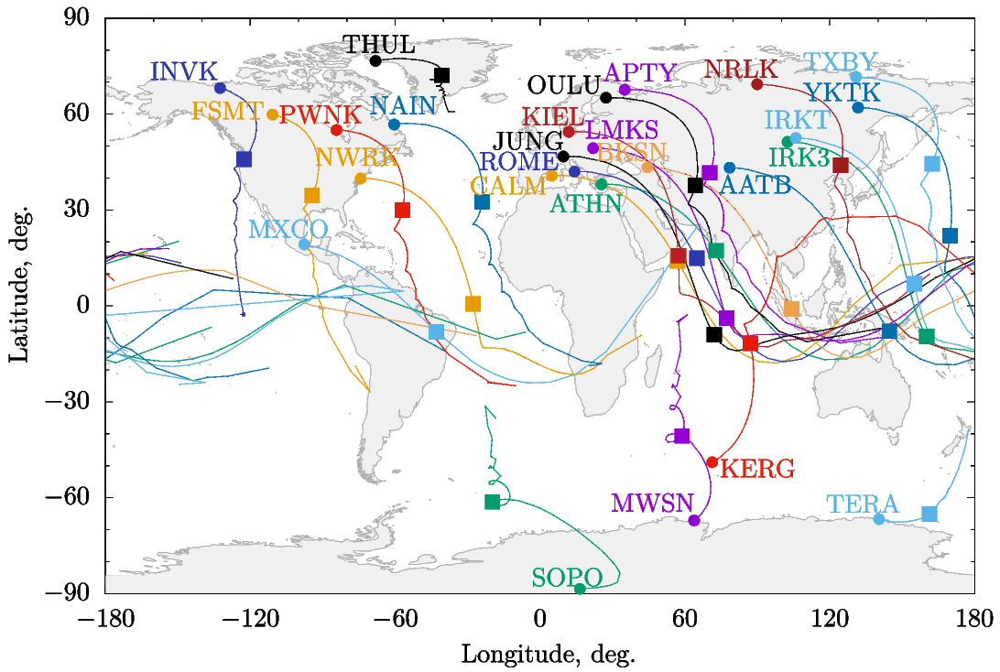 90
60
30
0
−30
−60
−90
−180
−120
−60
0
60
120
180
Latitude, deg.
Longitude, deg.
THUL
INVK
FSMT
PWNK
NAIN
NWRK
MXCO
OULU
APTY
NRLK
TXBY
YKTK
KIEL
LMKS
IRKT
JUNG
BKSN
IRK3
ROME
CALM
AATB
ATHN
KERG
MWSN
TERA
SOPO